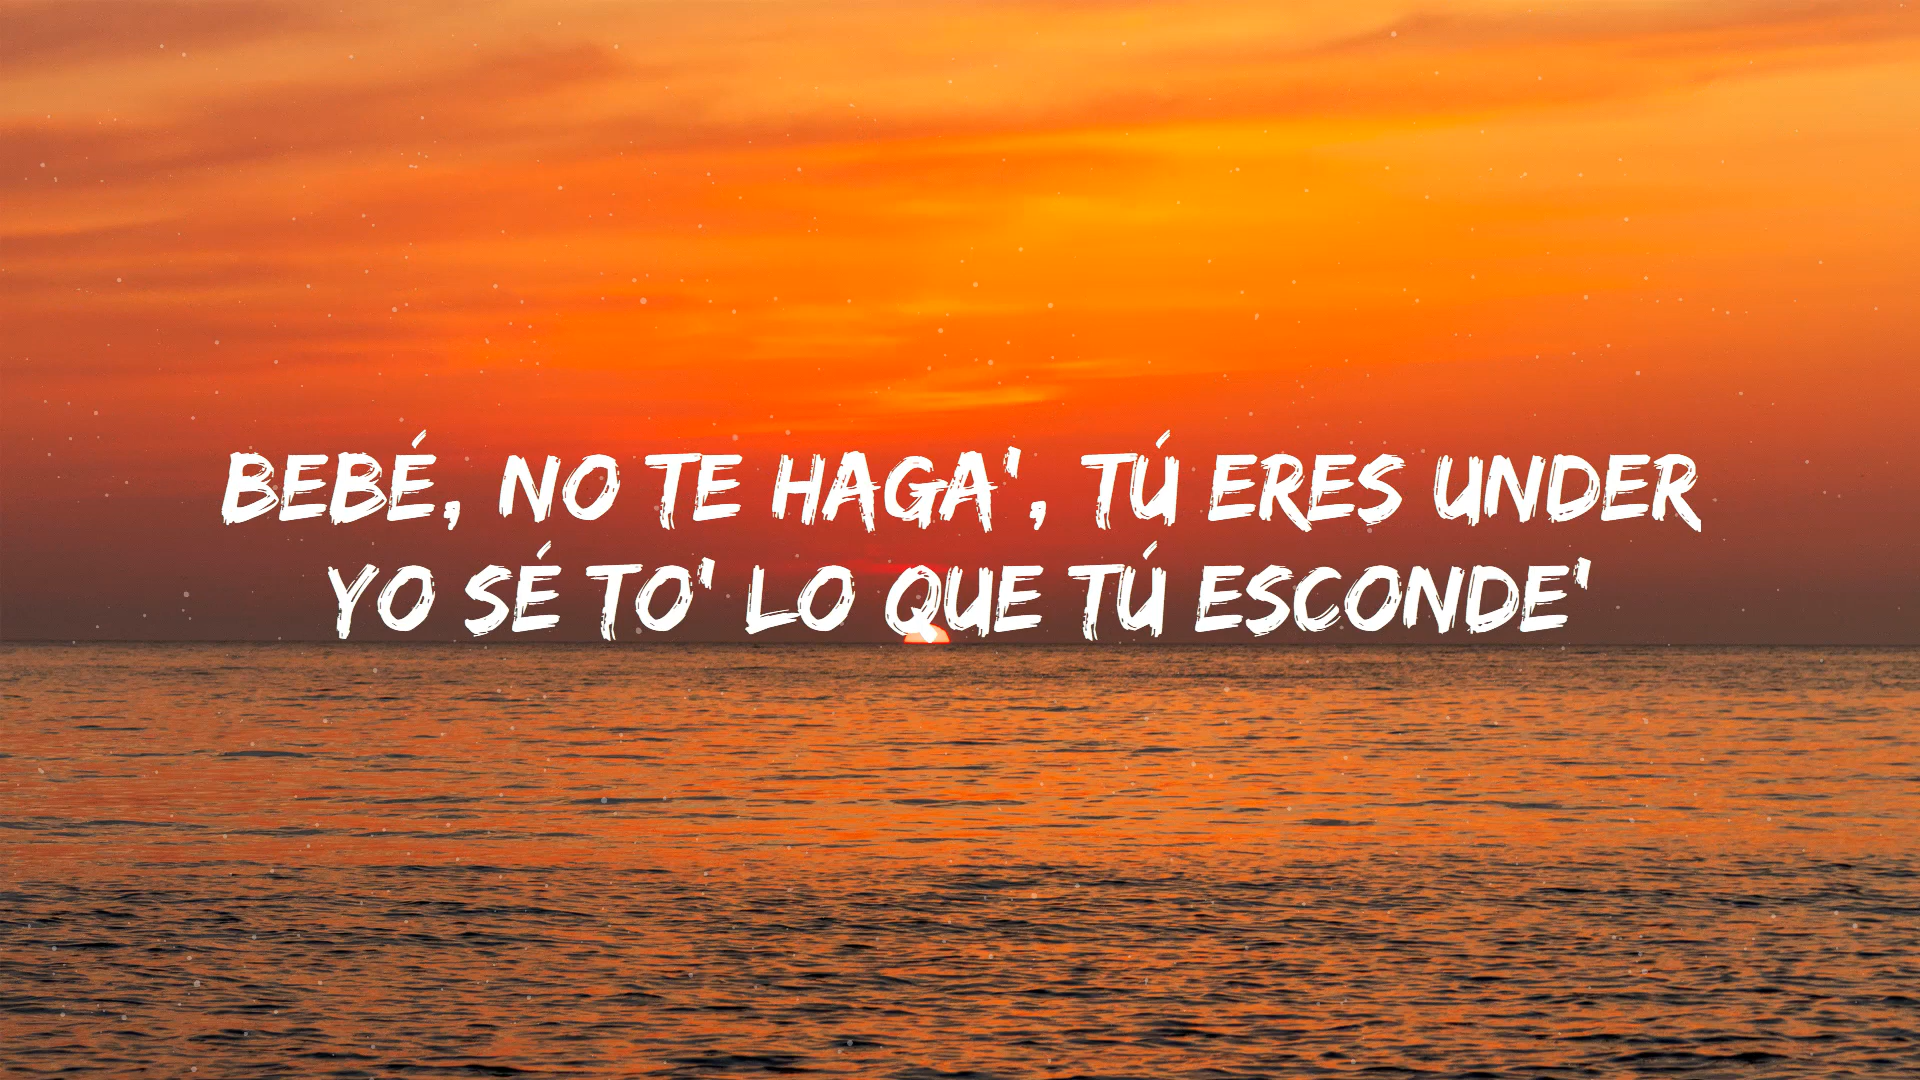 BEBÉ, NO TE HAGA', TÚ ERES UNDER
YO SÉ TO' LO QUE TÚ ESCONDE'